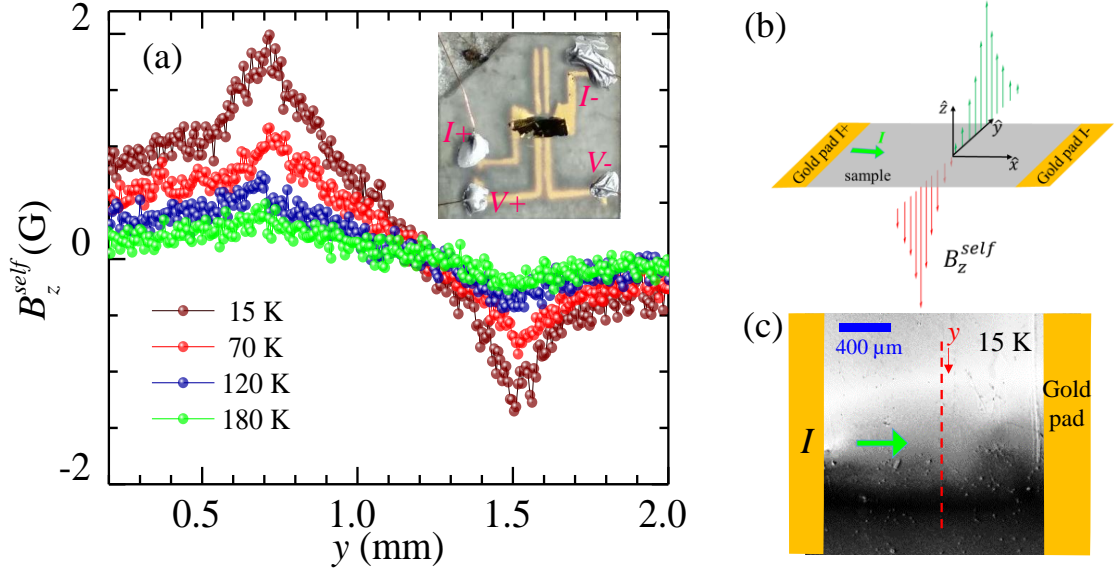 (a)
I+
I-
V+
V-
2
0
-2
B_z^{self} (G)
15 K
70 K
120 K
180 K
0.5
1.0
1.5
2.0
y (mm)
(b)
Gold pad I+
I
sample
ẑ
ŷ
x̂
Gold pad I-
B_z^{self}
(c)
400 µm
y
15 K
I
Gold
pad